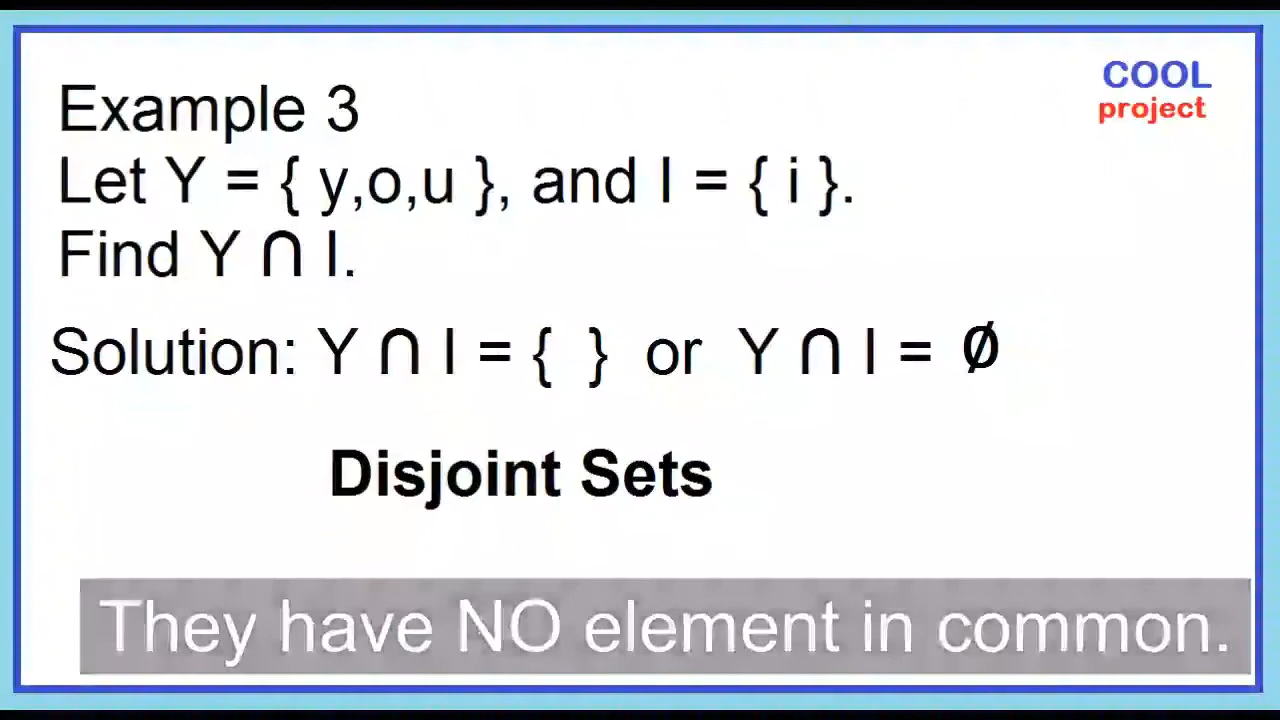 COOL
project
Example 3
Let Y = { y,o,u }, and I = { i }.
Find Y ∩ I.
Solution: Y ∩ I = {  }  or  Y ∩ I = ∅
Disjoint Sets
They have NO element in common.